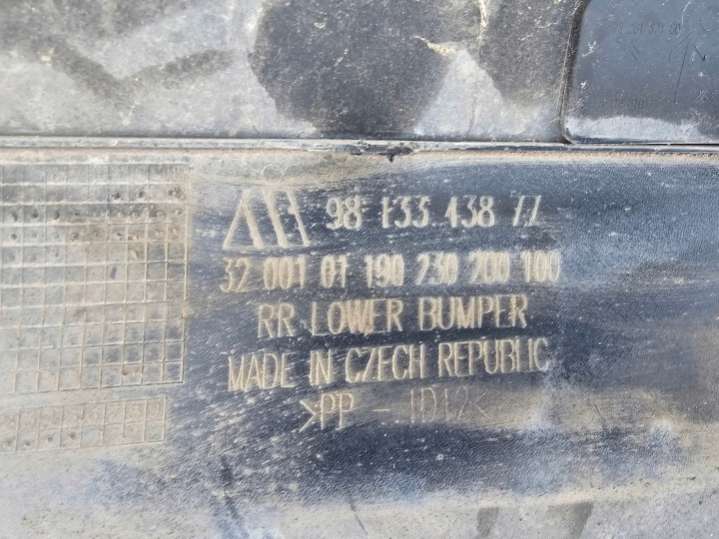 98 133 438 77
32 001 01 190 230 200 100
RR LOWER BUMPER
MADE IN CZECH REPUBLIC
>PP - TD12<